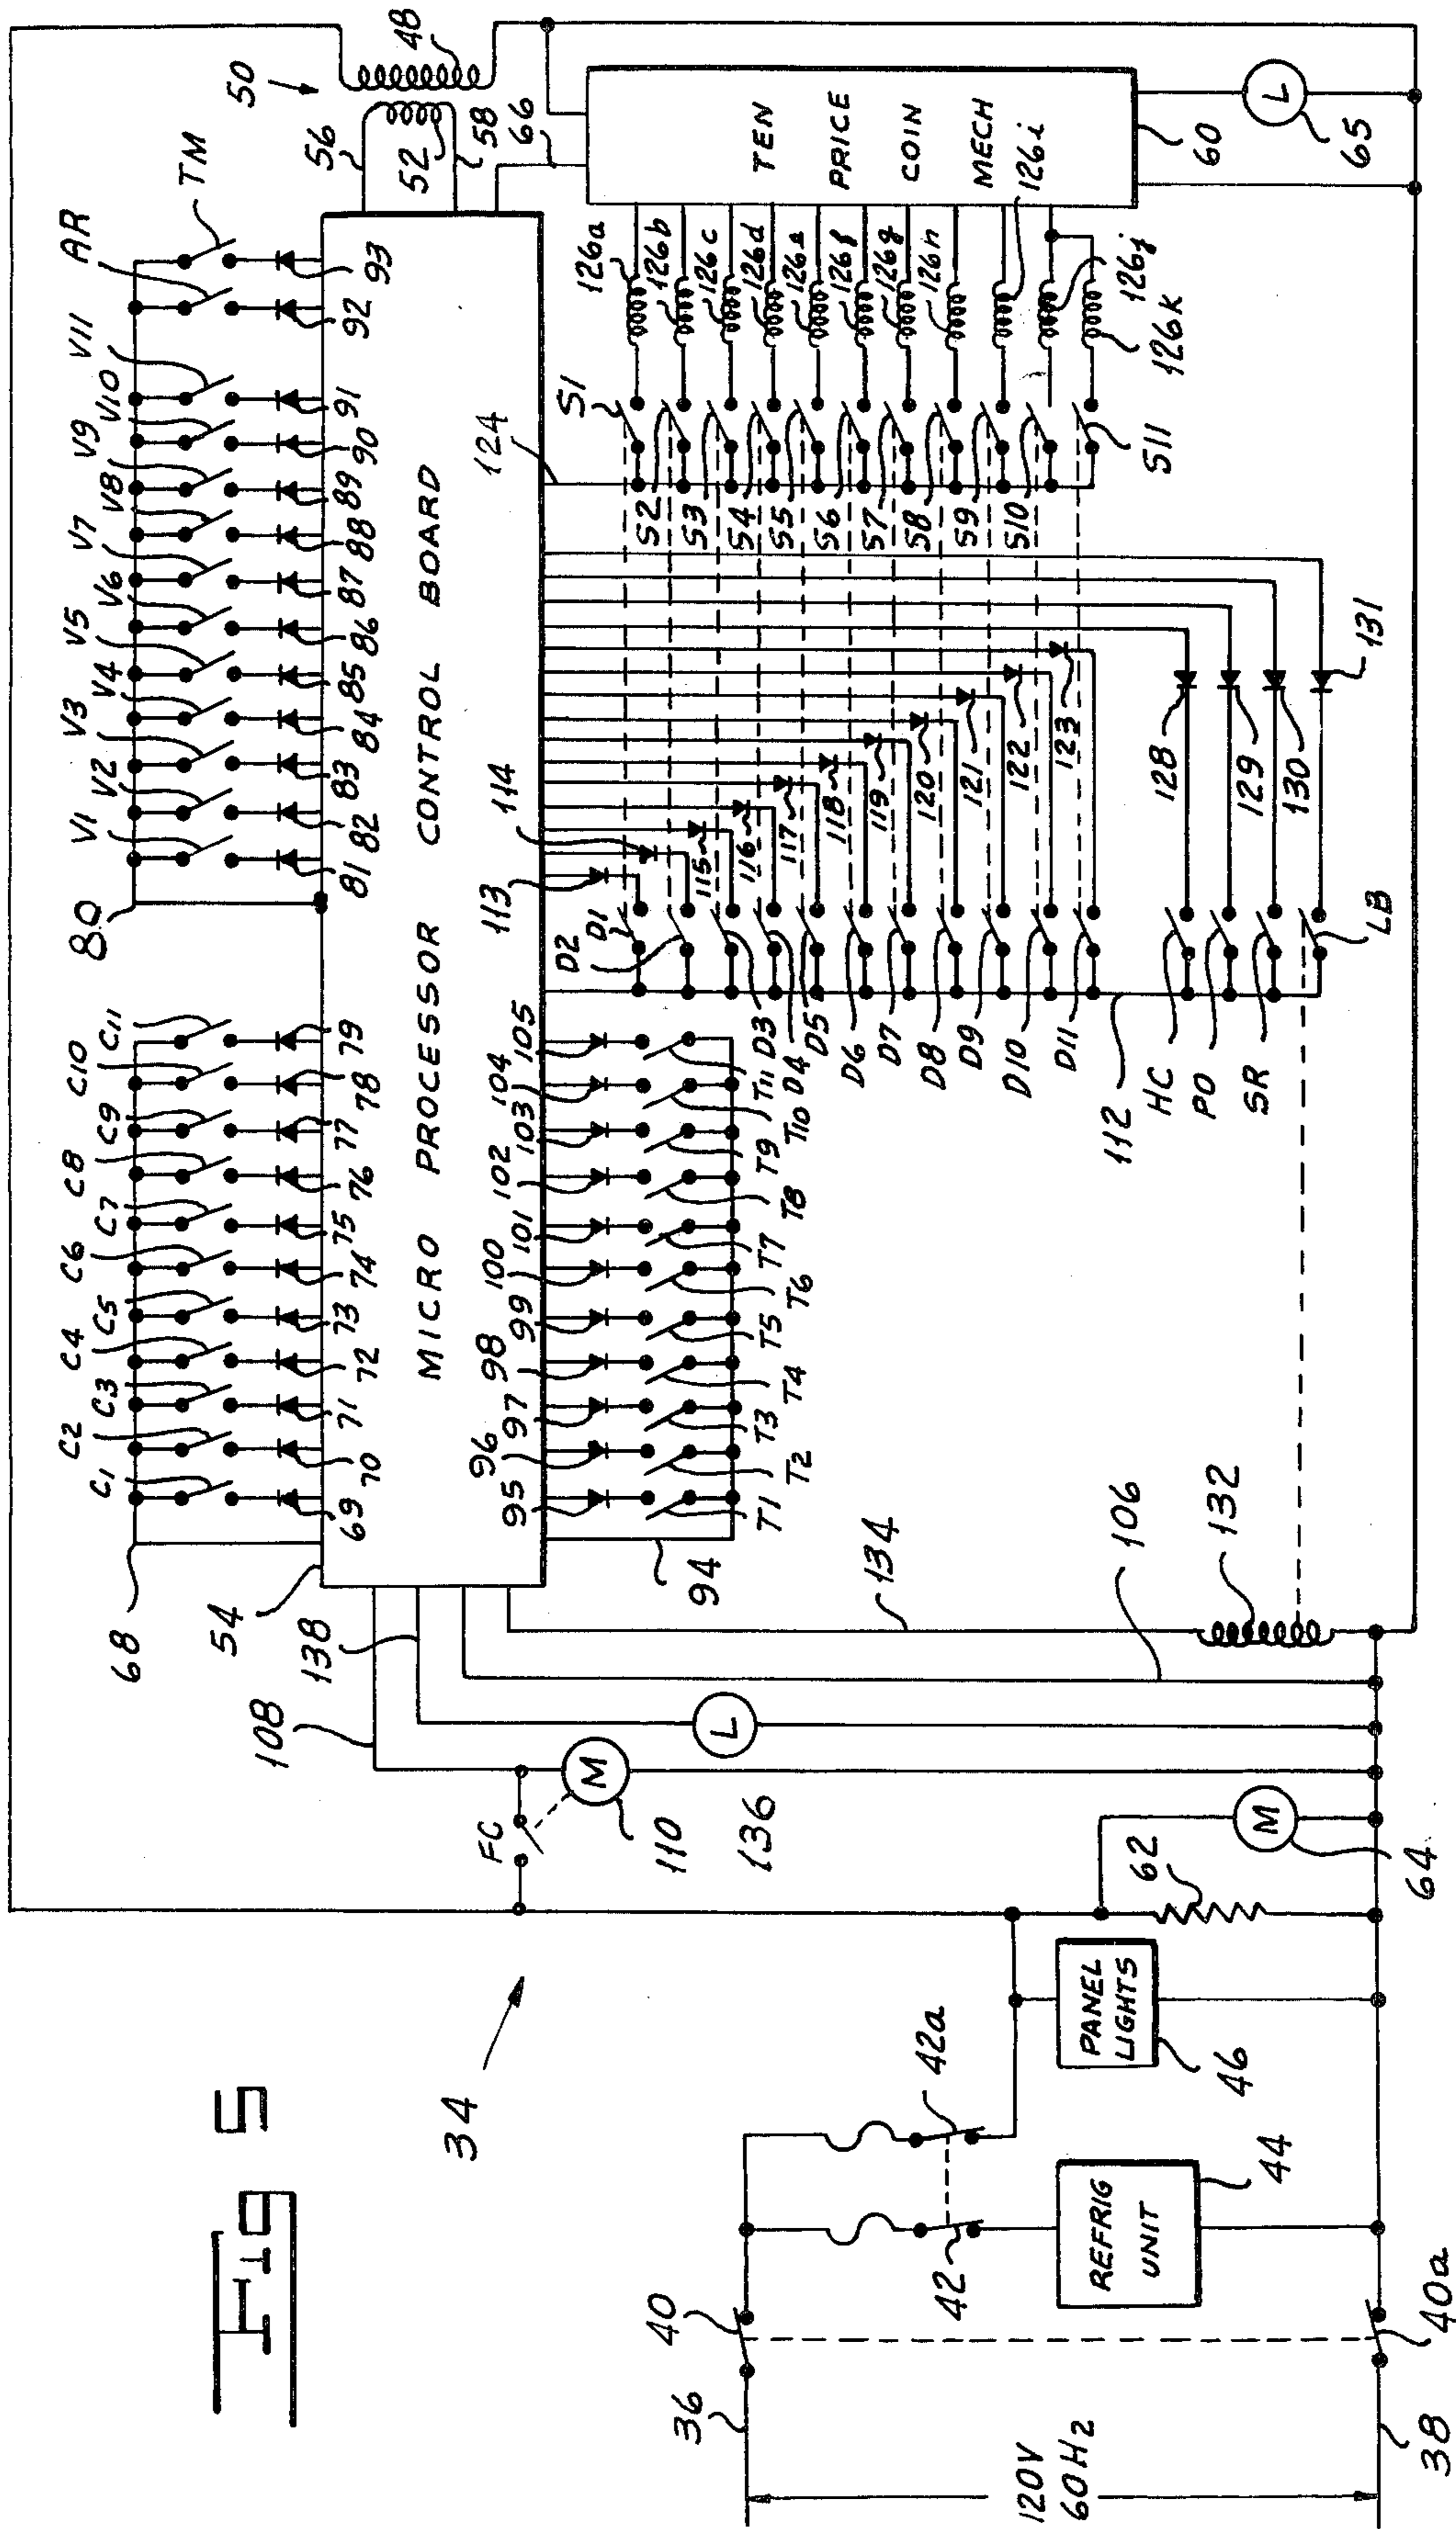 FIG 5
34
120V
60Hz
36
38
40
40a
42
42a
REFRIG
UNIT
44
PANEL
LIGHTS
46
62
M
64
FC
M
110
136
L
108
138
106
134
132
54
68
C1
C2
C3
C4
C5
C6
C7
C8
C9
C10
C11
69
70
71
72
73
74
75
76
77
78
79
80
V1
V2
V3
V4
V5
V6
V7
V8
V9
V10
V11
AR
TM
81
82
83
84
85
86
87
88
89
90
91
92
93
MICRO PROCESSOR CONTROL BOARD
50
48
52
56
58
66
95
96
97
98
99
100
101
102
103
104
105
T1
T2
T3
T4
T5
T6
T7
T8
T9
T10
T11
94
113
114
115
116
117
118
119
120
121
122
123
D1
D2
D3
D4
D5
D6
D7
D8
D9
D10
D11
112
HC
PO
SR
LB
128
129
130
131
124
S1
S2
S3
S4
S5
S6
S7
S8
S9
S10
S11
126a
126b
126c
126d
126e
126f
126g
126h
126i
126j
126k
TEN
PRICE
COIN
MECH
60
L
65